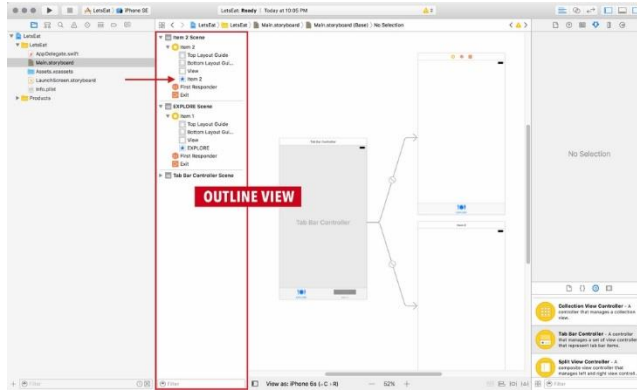 LetsEat
iPhone SE
LetsEat: Ready | Today at 10:05 PM
LetsEat
LetsEat
Main.storyboard
Main.storyboard (Base)
No Selection
LetsEat
LetsEat
AppDelegate.swift
Main.storyboard
Assets.xcassets
LaunchScreen.storyboard
Info.plist
Products
Item 2 Scene
Item 2
Top Layout Guide
Bottom Layout Gui...
View
Item 2
First Responder
Exit
EXPLORE Scene
Item 1
Top Layout Guide
Bottom Layout Gui...
View
EXPLORE
First Responder
Exit
Tab Bar Controller Scene
OUTLINE VIEW
Tab Bar Controller
Tab Bar Controller
No Selection
Collection View Controller - A
controller that manages a collection
view.
Tab Bar Controller - A controller
that manages a set of view controllers
that represent tab bar items.
Split View Controller - A
composite view controller that
manages left and right view control...
Filter
Filter
View as: iPhone 6s
52%
Filter